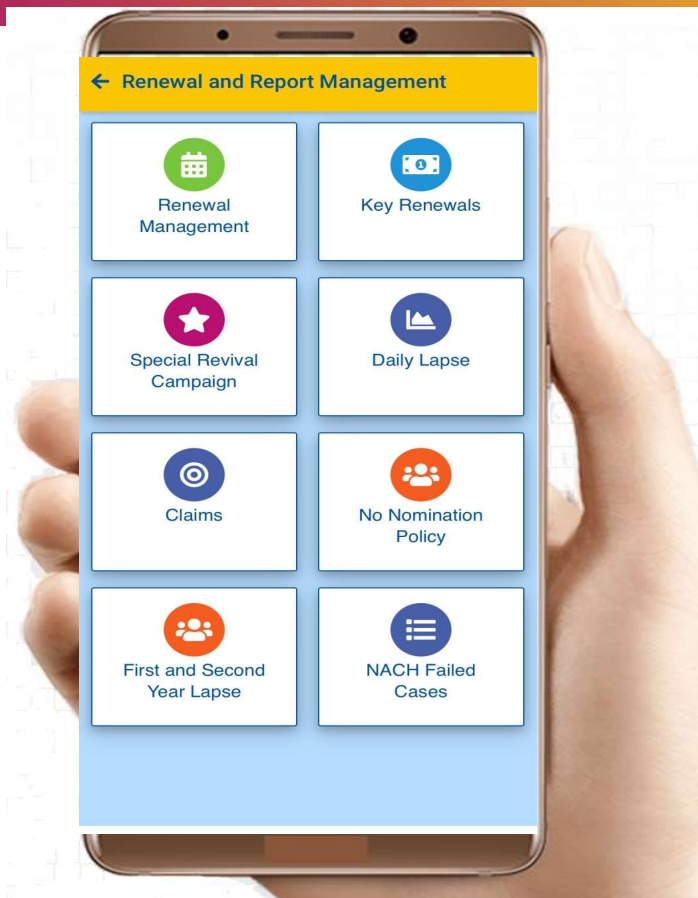 Renewal and Report Management
Renewal
Management
Key Renewals
Special Revival
Campaign
Daily Lapse
Claims
No Nomination
Policy
First and Second
Year Lapse
NACH Failed
Cases